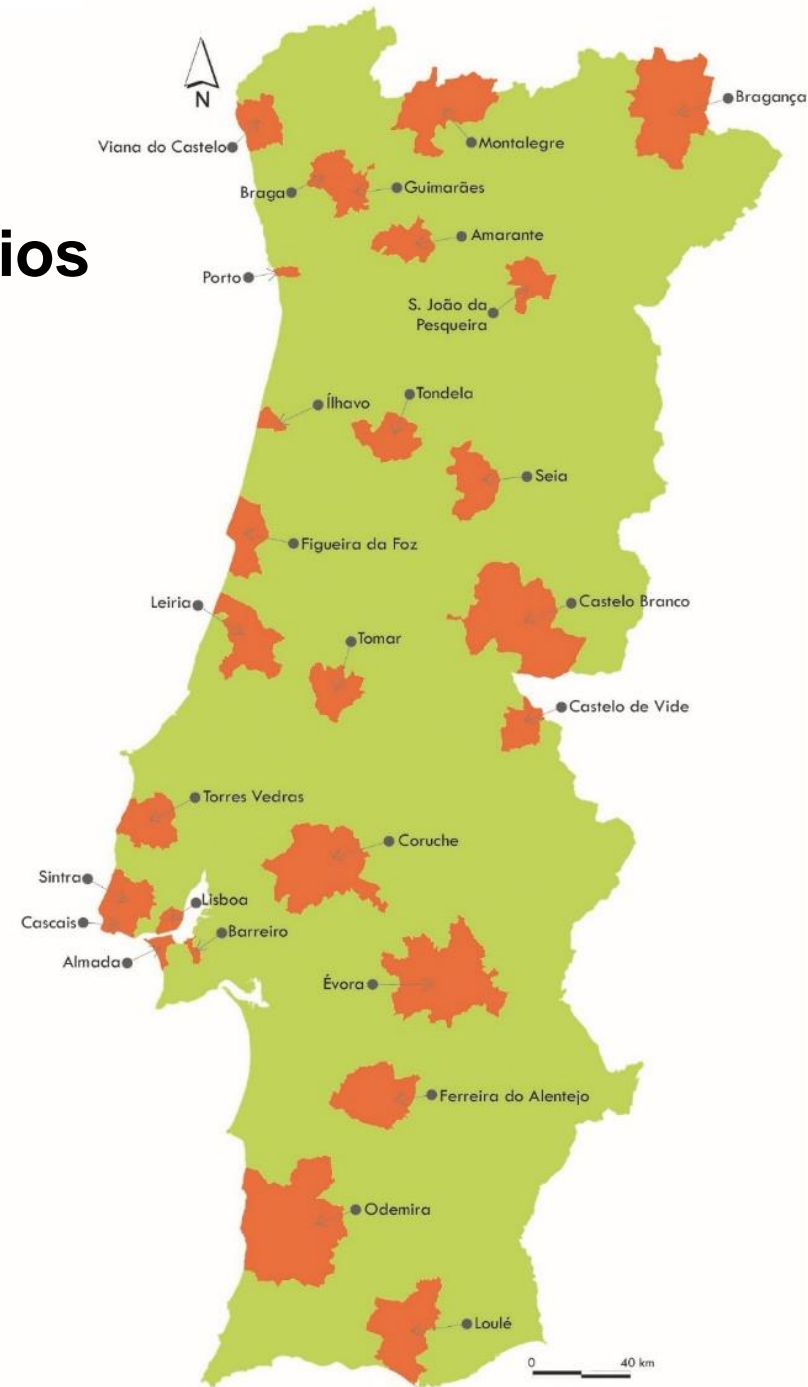 N
Bragança
Viana do Castelo
Montalegre
Braga
Guimarães
ios
Amarante
Porto
S. João da
Pesqueira
Tondela
Ílhavo
Seia
Figueira da Foz
Leiria
Castelo Branco
Tomar
Castelo de Vide
Torres Vedras
Coruche
Sintra
Lisboa
Cascais
Barreiro
Almada
Évora
Ferreira do Alentejo
Odemira
Loulé
0 40 km